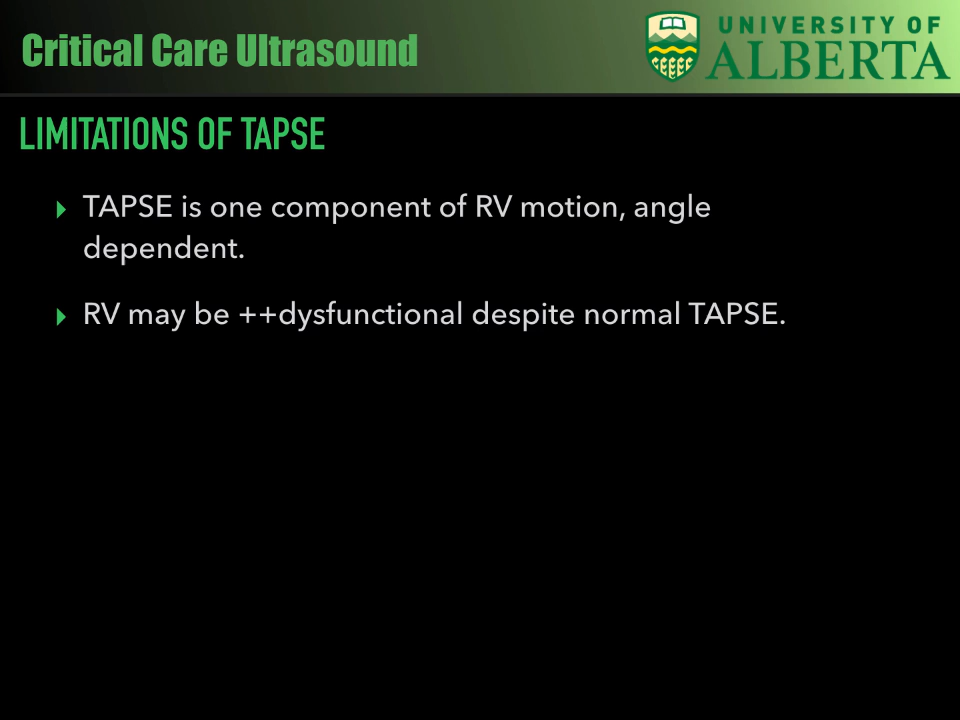 Critical Care Ultrasound
UNIVERSITY OF
ALBERTA
LIMITATIONS OF TAPSE
TAPSE is one component of RV motion, angle
dependent.
RV may be ++dysfunctional despite normal TAPSE.